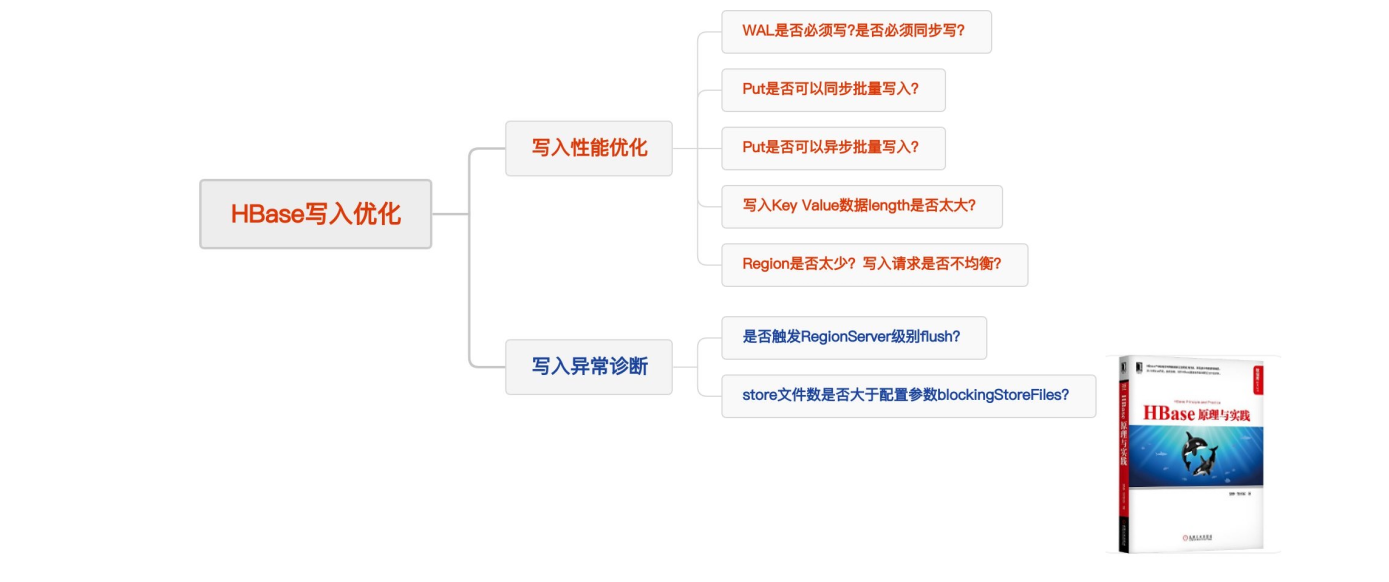 HBase写入优化
写入性能优化
WAL是否必须写?是否必须同步写?
Put是否可以同步批量写入?
Put是否可以异步批量写入?
写入Key Value数据length是否太大?
Region是否太少? 写入请求是否不均衡?
写入异常诊断
是否触发RegionServer级别flush?
store文件数是否大于配置参数blockingStoreFiles?
HBase 原理与实践
HBase 原理与实践